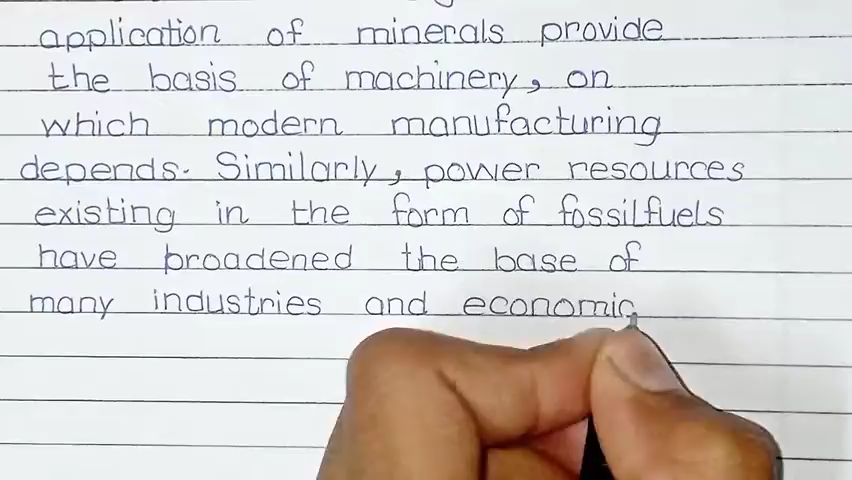 application of minerals provide
the basis of machinery, on
which modern manufacturing
depends. Similarly, power resources
existing in the form of fossilfuels
have broadened the base of
many industries and economic